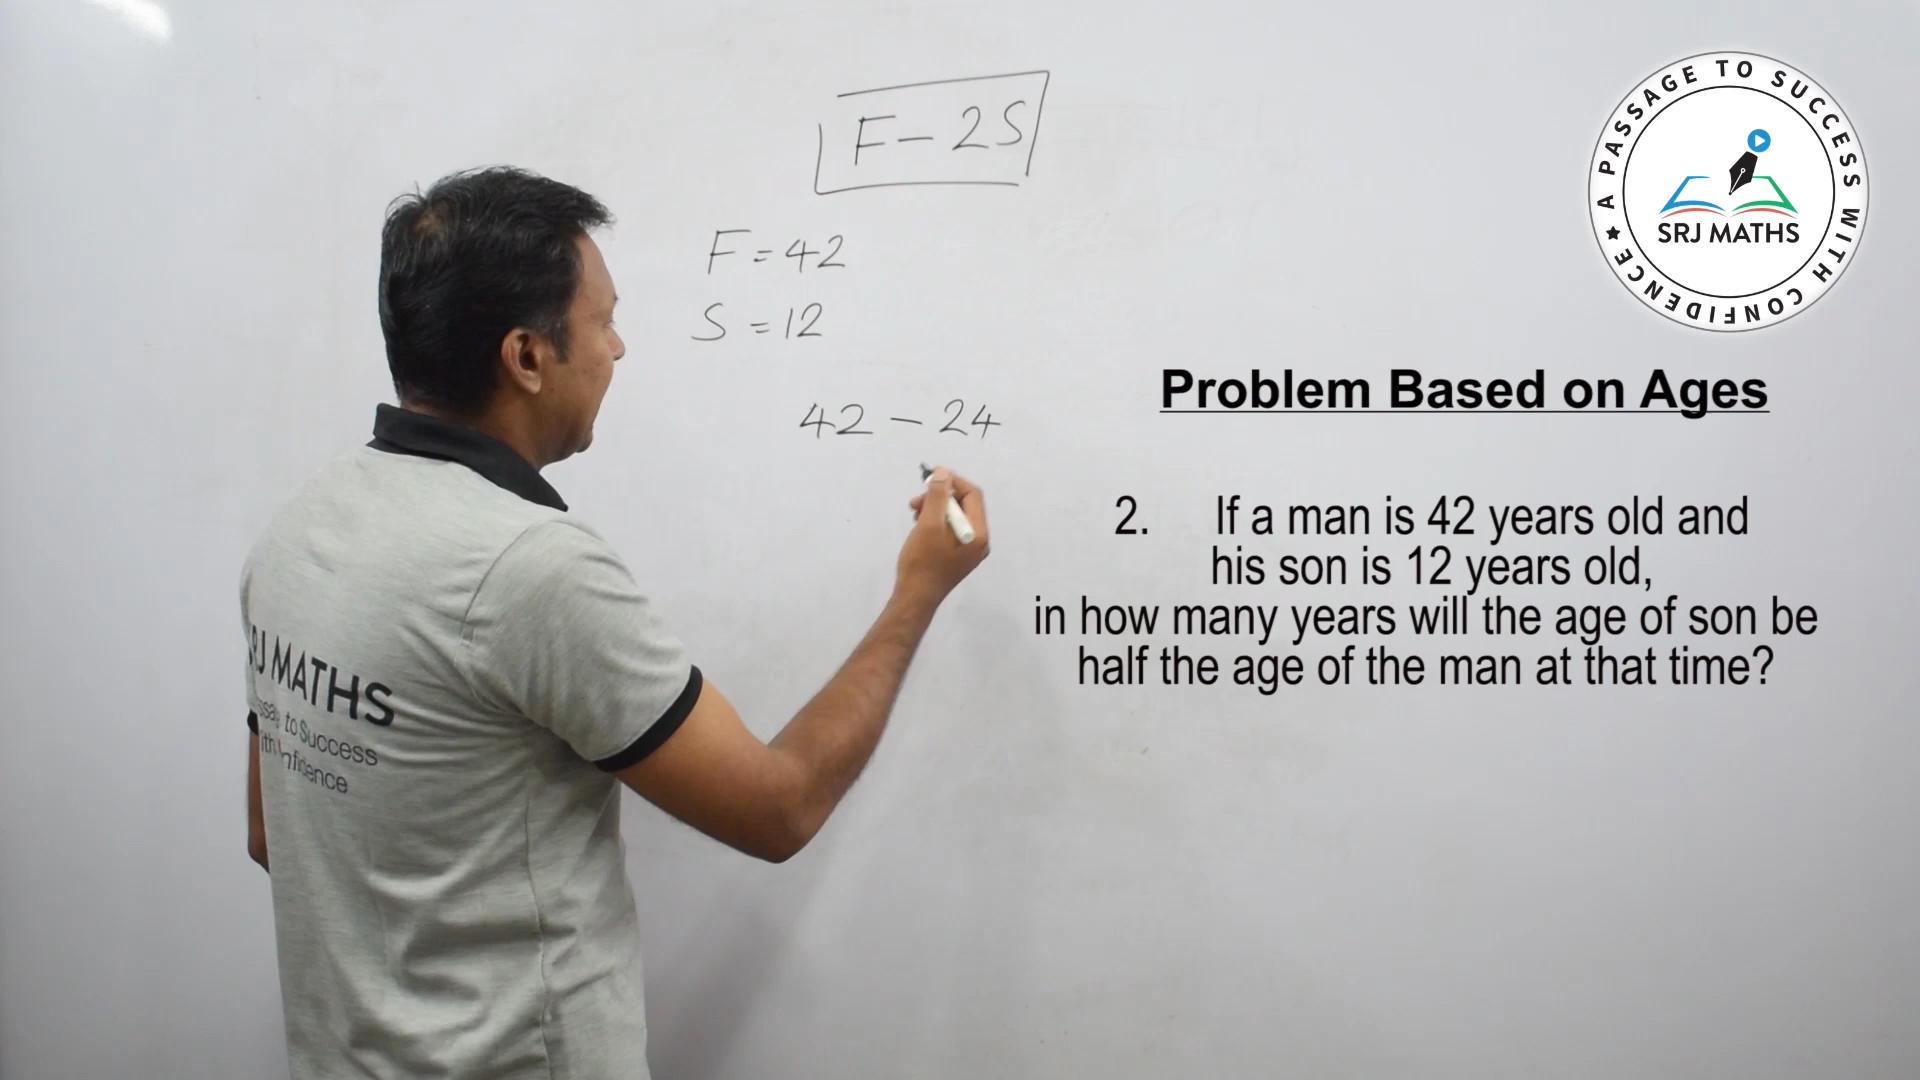 F - 2S
F = 42
S = 12
42 - 24
A PASSAGE TO SUCCESS WITH CONFIDENCE
SRJ MATHS
Problem Based on Ages
2. If a man is 42 years old and
his son is 12 years old,
in how many years will the age of son be
half the age of the man at that time?
MATHS
to Success